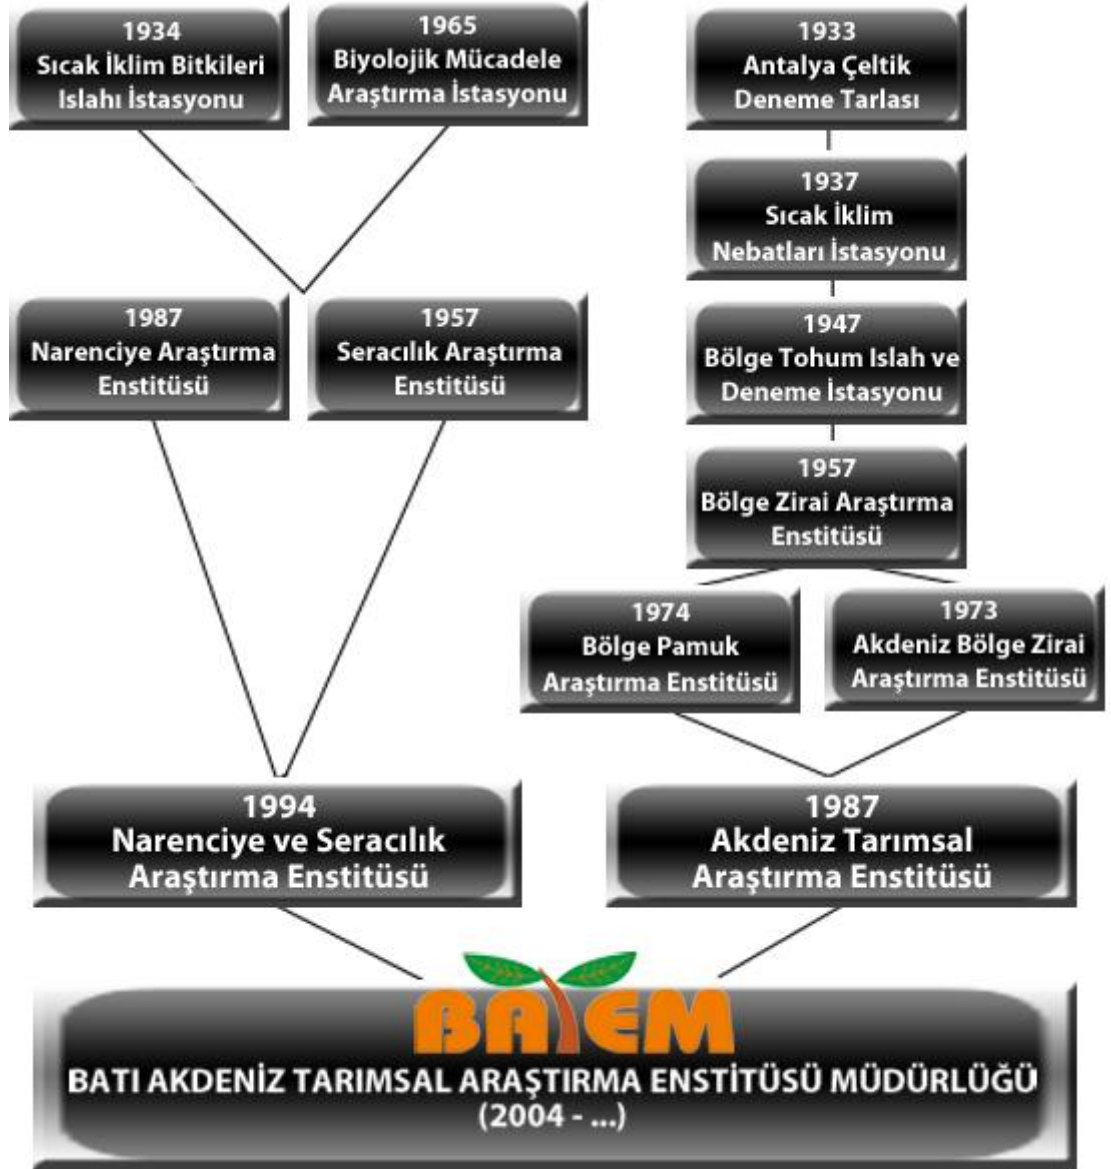 1934
Sıcak İklim Bitkileri
Islahı İstasyonu
1965
Biyolojik Mücadele
Araştırma İstasyonu
1933
Antalya Çeltik
Deneme Tarlası
1937
Sıcak İklim
Nebatları İstasyonu
1987
Narenciye Araştırma
Enstitüsü
1957
Seracılık Araştırma
Enstitüsü
1947
Bölge Tohum Islah ve
Deneme İstasyonu
1957
Bölge Zirai Araştırma
Enstitüsü
1974
Bölge Pamuk
Araştırma Enstitüsü
1973
Akdeniz Bölge Zirai
Araştırma Enstitüsü
1994
Narenciye ve Seracılık
Araştırma Enstitüsü
1987
Akdeniz Tarımsal
Araştırma Enstitüsü
BATEM
BATI AKDENİZ TARIMSAL ARAŞTIRMA ENSTİTÜSÜ MÜDÜRLÜĞÜ
(2004 - ...)